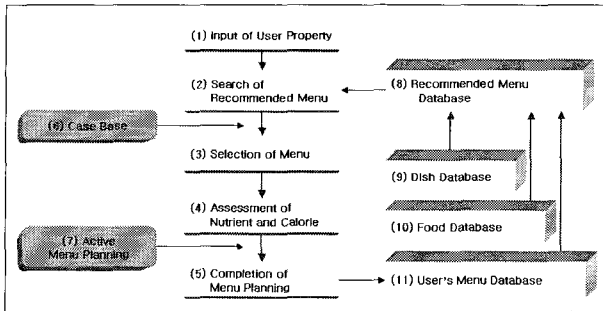 (1) Input of User Property
(2) Search of
Recommended Menu
(8) Recommended Menu
Database
(6) Case Base
(3) Selection of Menu
(9) Dish Database
(4) Assessment of
Nutrient and Calorie
(10) Food Database
(7) Active
Menu Planning
(5) Completion of
Menu Planning
(11) User's Menu Database